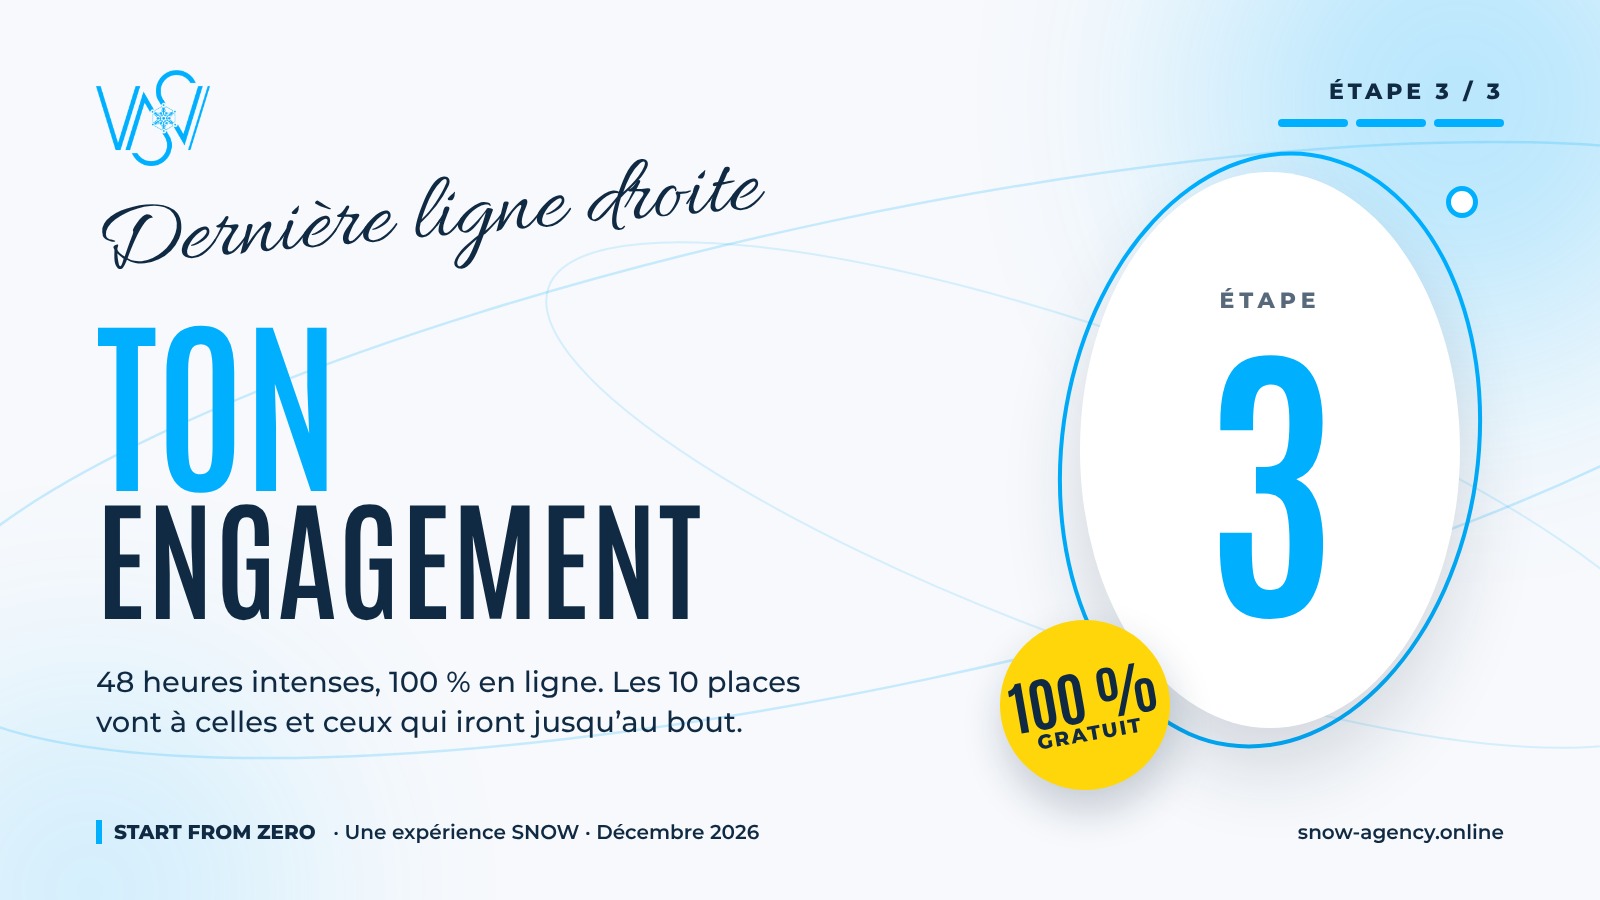 ÉTAPE 3 / 3
Dernière ligne droite
TON
ENGAGEMENT
48 heures intenses, 100 % en ligne. Les 10 places
vont à celles et ceux qui iront jusqu’au bout.
ÉTAPE
3
100 %
GRATUIT
START FROM ZERO · Une expérience SNOW · Décembre 2026
snow-agency.online